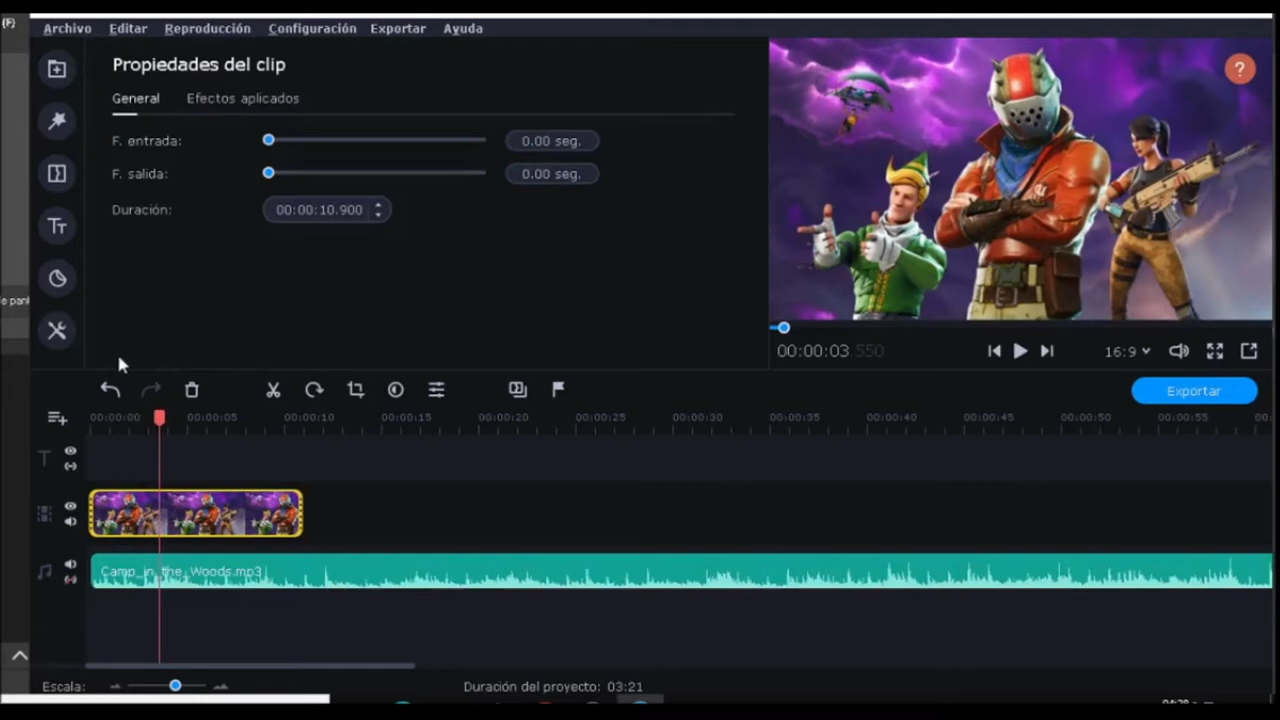 (F)
Archivo Editar Reproducción Configuración Exportar Ayuda
Propiedades del clip
General Efectos aplicados
F. entrada: 0.00 seg.
F. salida: 0.00 seg.
Duración: 00:00:10.900
?
00:00:03.550
16:9
Exportar
00:00:00 00:00:05 00:00:10 00:00:15 00:00:20 00:00:25 00:00:30 00:00:35 00:00:40 00:00:45 00:00:50 00:00:55 00:
Camp_in_the_Woods.mp3
Escala: Duración del proyecto: 03:21